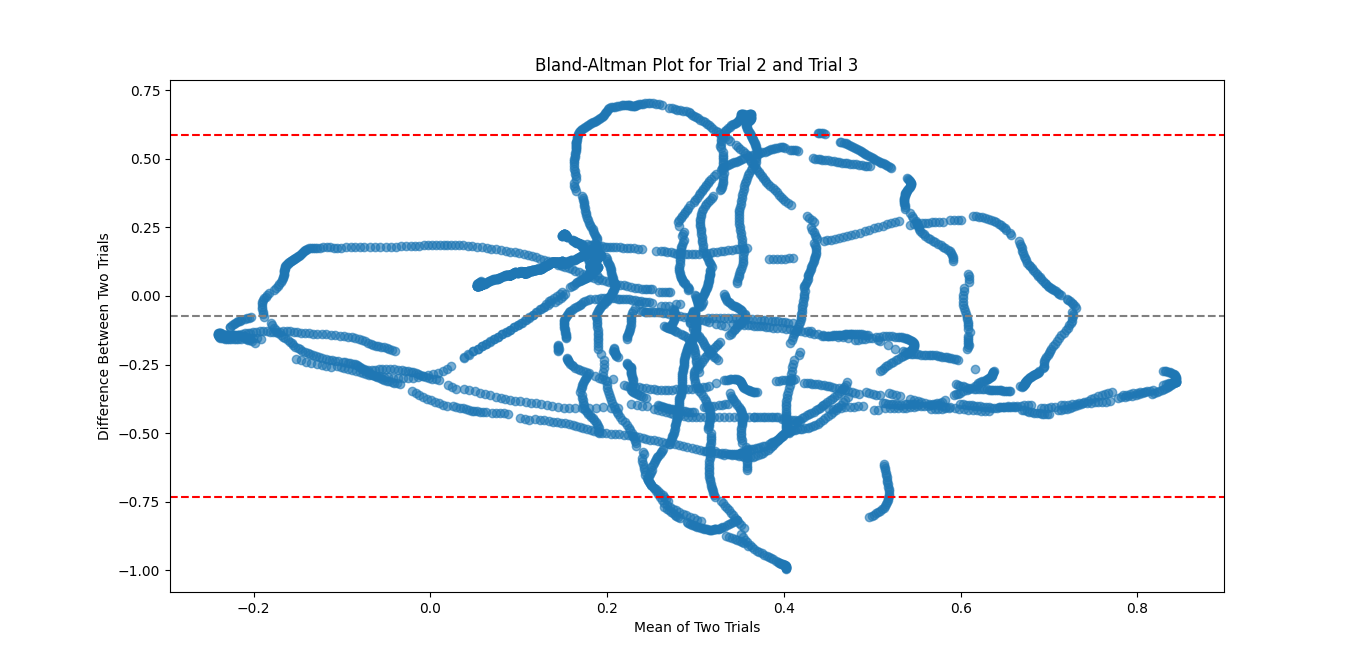 Bland-Altman Plot for Trial 2 and Trial 3
Difference Between Two Trials
0.75
0.50
0.25
0.00
−0.25
−0.50
−0.75
−1.00
−0.2 0.0 0.2 0.4 0.6 0.8
Mean of Two Trials